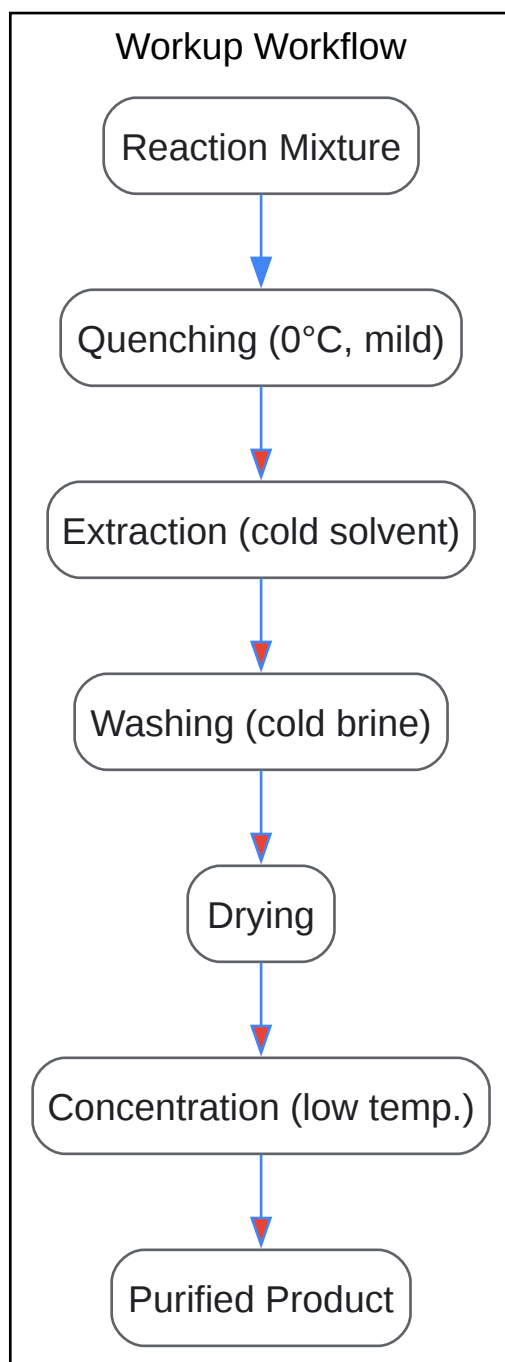 Workup Workflow
Reaction Mixture
Quenching (0°C, mild)
Extraction (cold solvent)
Washing (cold brine)
Drying
Concentration (low temp.)
Purified Product